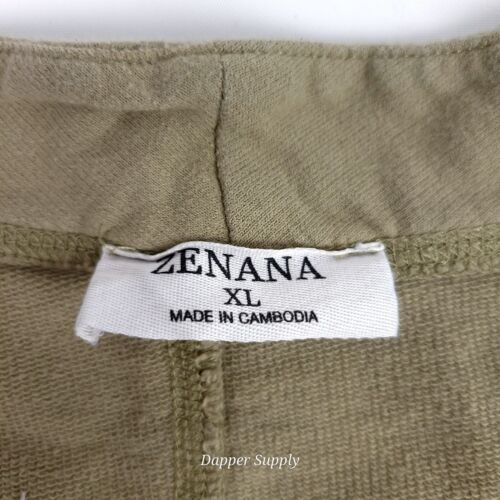 ZENANA
XL
MADE IN CAMBODIA
Dapper Supply